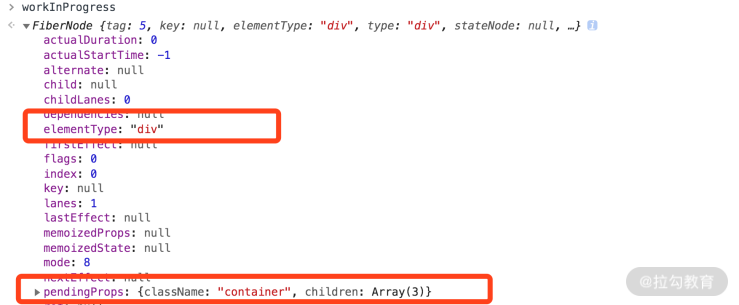 > workInProgress
FiberNode {tag: 5, key: null, elementType: "div", type: "div", stateNode: null, …} i
actualDuration: 0
actualStartTime: -1
alternate: null
child: null
childLanes: 0
dependencies: null
elementType: "div"
firstEffect: null
flags: 0
index: 0
key: null
lanes: 1
lastEffect: null
memoizedProps: null
memoizedState: null
mode: 8
nextEffect: null
pendingProps: {className: "container", children: Array(3)}
@拉勾教育